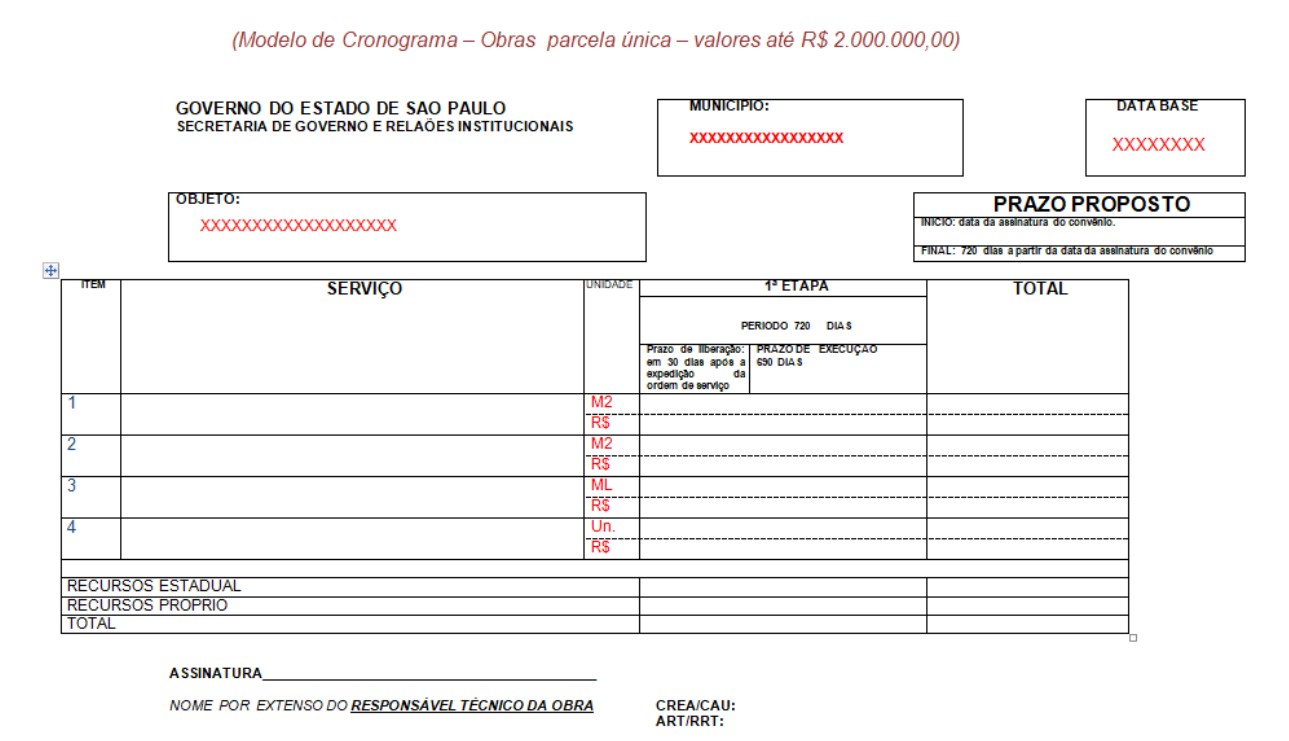 (Modelo de Cronograma – Obras parcela única – valores até R$ 2.000.000,00)
GOVERNO DO ESTADO DE SAO PAULO
SECRETARIA DE GOVERNO E RELAÕES INSTITUCIONAIS
MUNICIPIO:
XXXXXXXXXXXXXXXXX
DATA BASE
XXXXXXXX
OBJETO:
XXXXXXXXXXXXXXXXXXX
PRAZO PROPOSTO
INICIO: data da assinatura do convênio.
FINAL: 720 dias a partir da data da assinatura do convênio
ITEM SERVIÇO UNIDADE 1ª ETAPA TOTAL
PERIODO 720 DIAS
Prazo de liberação:
em 30 dias após a
expedição da
ordem de serviço
PRAZO DE EXECUÇAO
690 DIAS
1 M2
R$
2 M2
R$
3 ML
R$
4 Un.
R$
RECURSOS ESTADUAL
RECURSOS PROPRIO
TOTAL
ASSINATURA
NOME POR EXTENSO DO RESPONSÁVEL TÉCNICO DA OBRA
CREA/CAU:
ART/RRT: